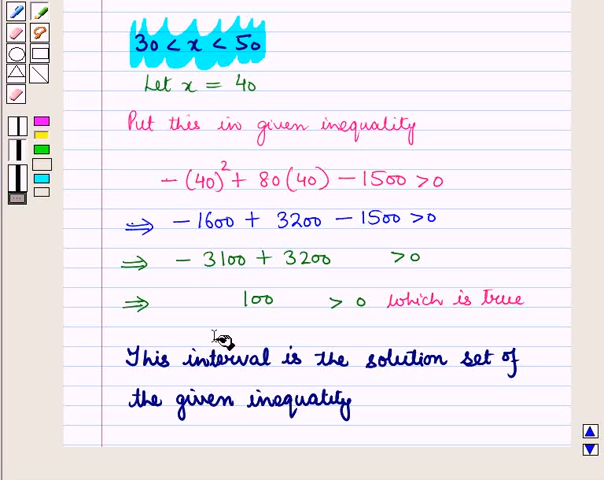 30 < x < 50
Let x = 40
Put this in given inequality
- (40)² + 80(40) - 1500 > 0
⇒ - 1600 + 3200 - 1500 > 0
⇒ - 3100 + 3200 > 0
⇒ 100 > 0 which is true
This interval is the solution set of
the given inequality